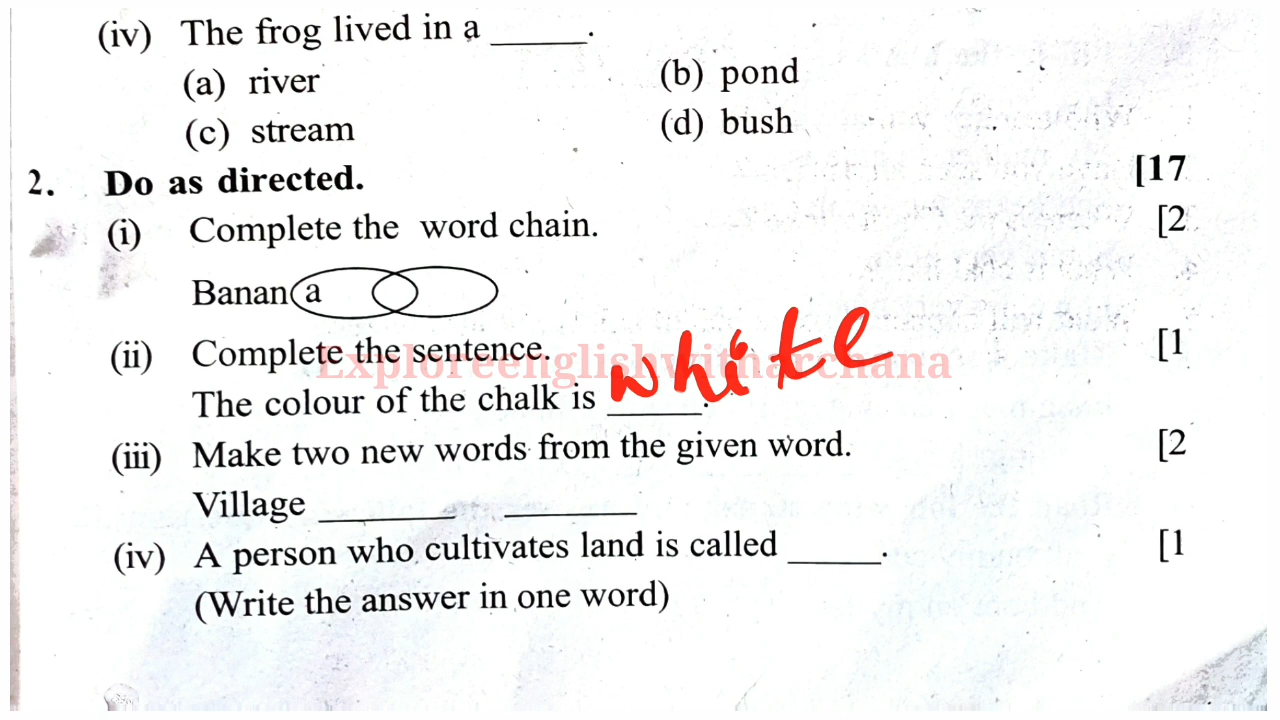 (iv) The frog lived in a _____.
(a) river (b) pond
(c) stream (d) bush
2. Do as directed. [17
(i) Complete the word chain. [2
Banan a
(ii) Complete the sentence. [1
Exploreenglishwitharchana
The colour of the chalk is white.
(iii) Make two new words from the given word. [2
Village _______ _______
(iv) A person who cultivates land is called _____. [1
(Write the answer in one word)